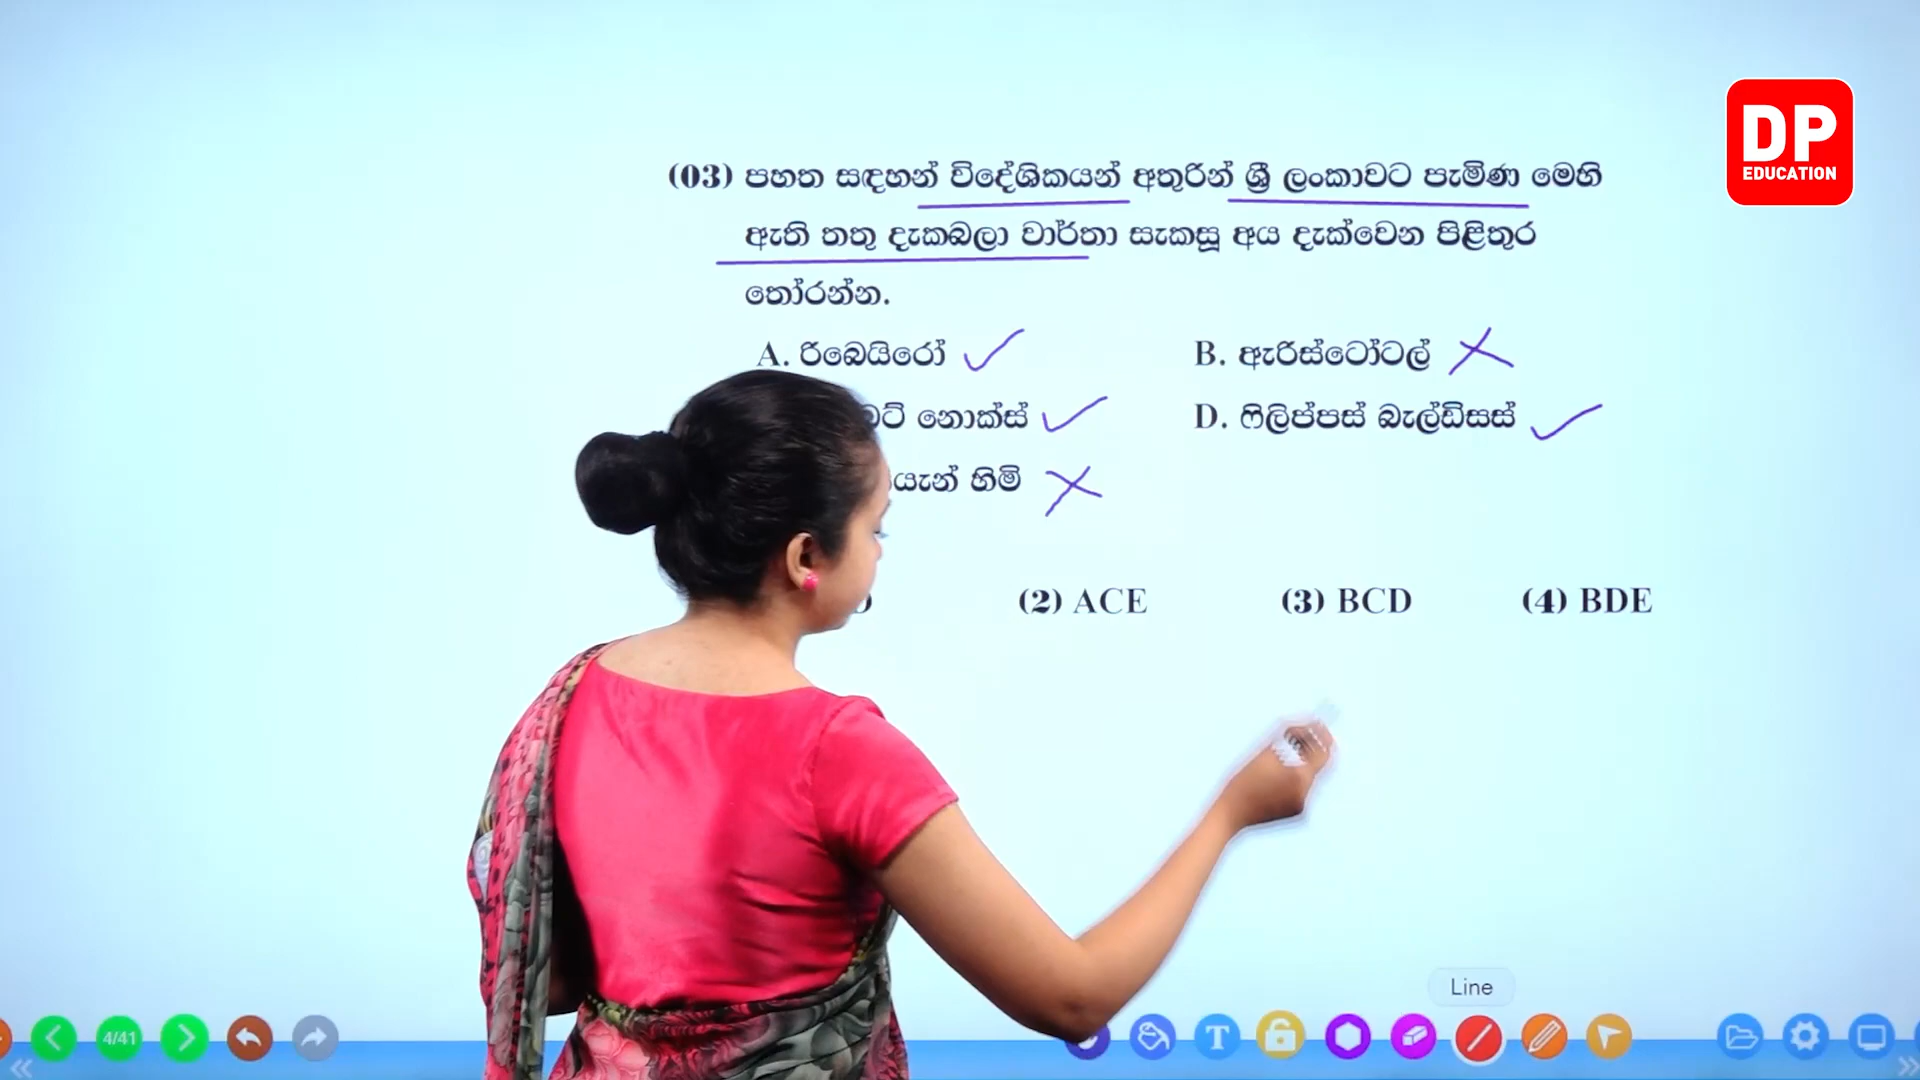 DP
EDUCATION
(03) පහත සඳහන් විදේශිකයන් අතුරින් ශ්‍රී ලංකාවට පැමිණ මෙහි
ඇති තතු දැකබලා වාර්තා සැකසූ අය දැක්වෙන පිළිතුර
තෝරන්න.
A. රිබෙයිරෝ
B. ඇරිස්ටෝටල්
නොක්ස්
D. ෆිලිප්පස් බැල්ඩිසස්
හිමි
(2) ACE (3) BCD (4) BDE
Line
4/41
T